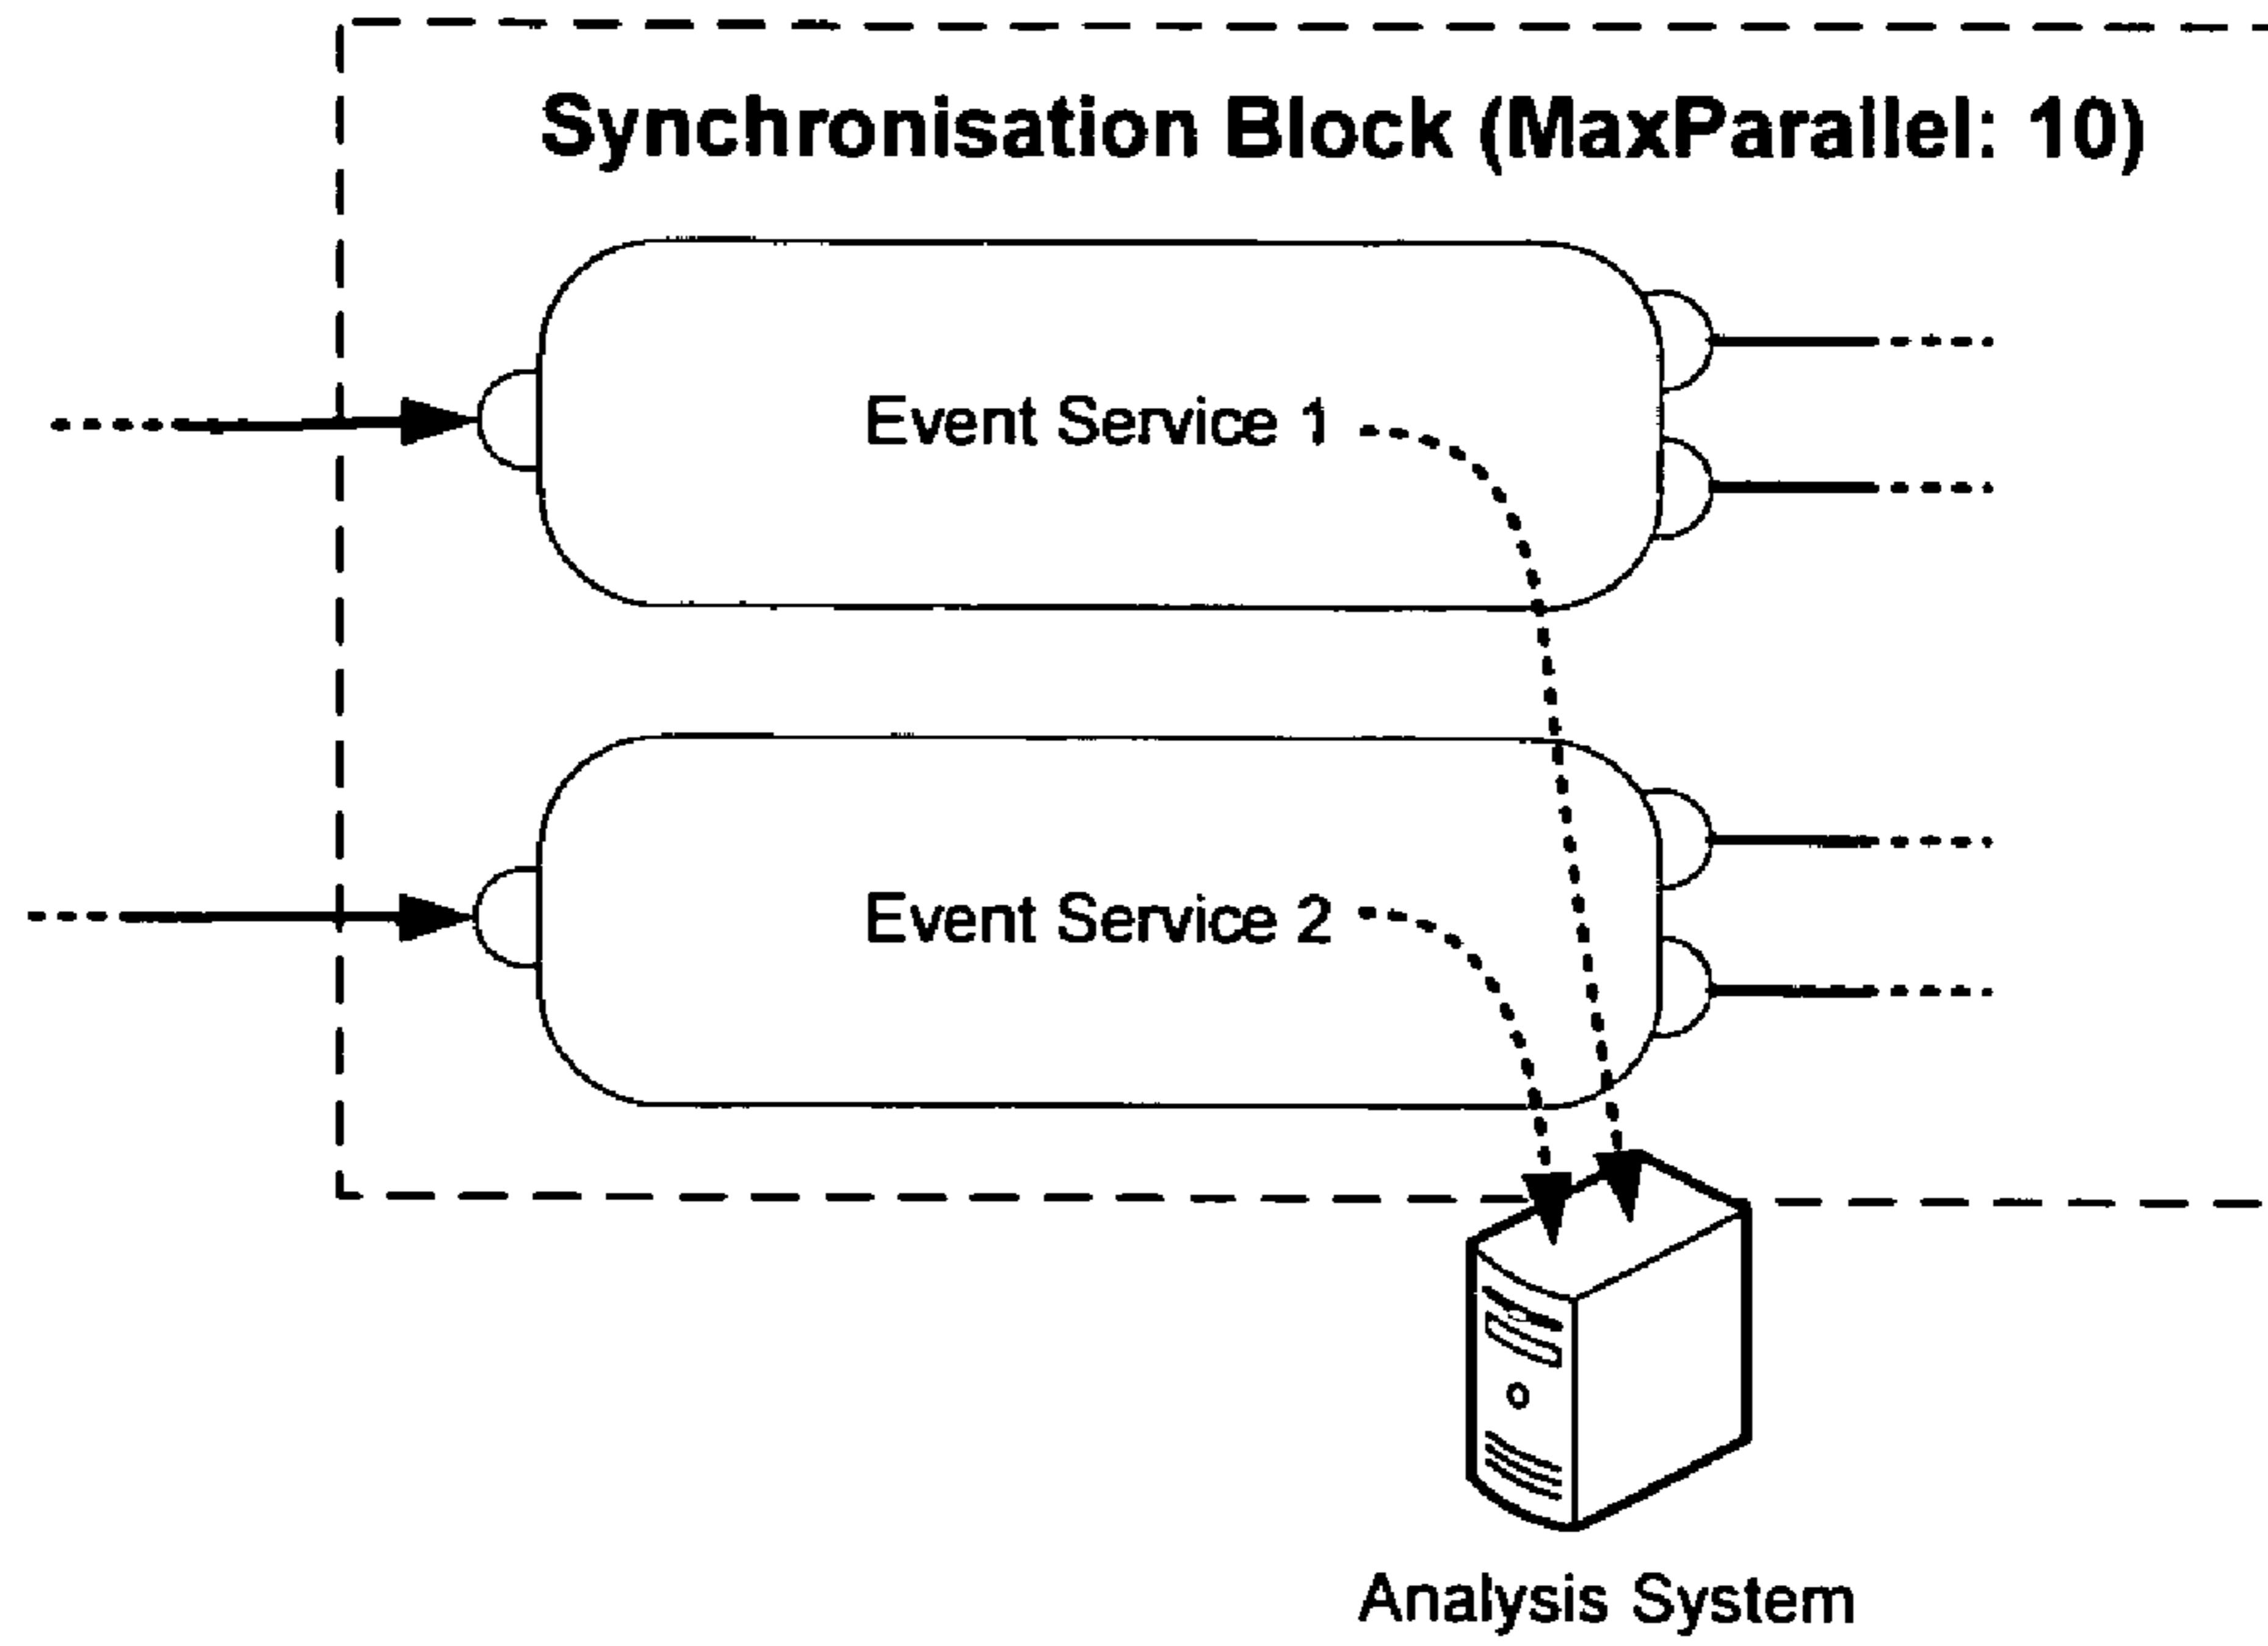 Synchronisation Block (MaxParallel: 10)
Event Service 1
Event Service 2
Analysis System